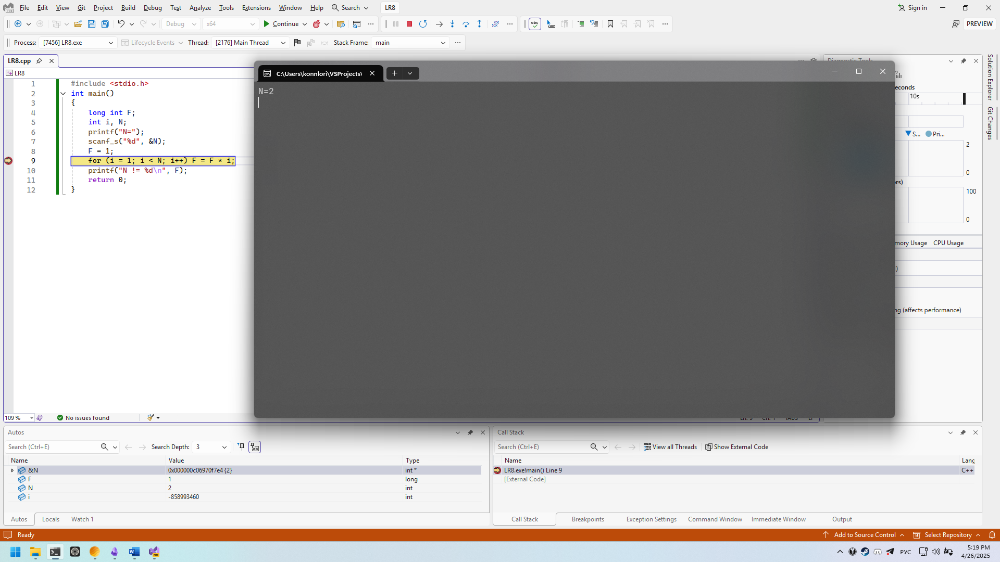 File Edit View Git Project Build Debug Test Analyze Tools Extensions Window Help Search LR8 Sign in
Debug x64 Continue PREVIEW
Process: [7456] LR8.exe Lifecycle Events Thread: [2176] Main Thread Stack Frame: main
LR8.cpp
LR8
1 #include <stdio.h>
2 int main()
3 {
4 long int F;
5 int i, N;
6 printf("N=");
7 scanf_s("%d", &N);
8 F = 1;
9 for (i = 1; i < N; i++) F = F * i;
10 printf("N != %d\n", F);
11 return 0;
12 }
109 % No issues found
C:\Users\konnlori\VSProjects\
N=2
Diagnostic Tools
econds
10s
S... Pri...
2
0
ors)
100
0
mory Usage CPU Usage
ng (affects performance)
Solution Explorer
Git Changes
Autos
Search (Ctrl+E) Search Depth: 3
Name Value Type
&N 0x000000c06970f7e4 {2} int *
F 1 long
N 2 int
i -858993460 int
Autos Locals Watch 1
Call Stack
Search (Ctrl+E) View all Threads Show External Code
Name Lang
LR8.exe!main() Line 9 C++
[External Code]
Call Stack Breakpoints Exception Settings Command Window Immediate Window Output
Ready Add to Source Control Select Repository
РУС 5:19 PM
4/26/2025